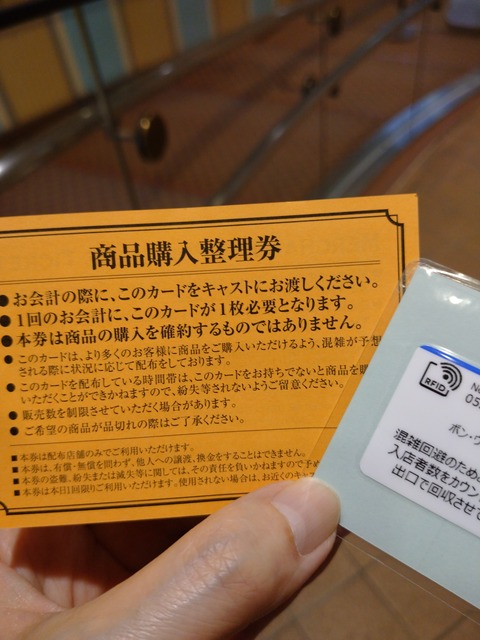 商品購入整理券
●お会計の際に、このカードをキャストにお渡しください。
●1回のお会計に、このカードが1枚必要となります。
●本券は商品の購入を確約するものではありません。
●このカードは、より多くのお客様に商品をご購入いただけるよう、混雑が予想
される際に状況に応じて配布をしております。
●このカードを配布している時間帯は、このカードをお持ちでないと商品を購
いただくことができかねますので、紛失等されないようご留意ください。
●販売数を制限させていただく場合があります。
●ご希望の商品が品切れの際はご了承ください。
■本券は配布店舗のみでご利用いただけます。
■本券は、有償・無償を問わず、他人への譲渡、換金をすることはできません。
■本券の盗難、紛失または滅失等に関しては、その責任を負いかねますので予め
■本券は本日1回限りご利用いただけます。使用されない場合は、お近くのキャス
RFID
No
05
ボン・ヴ
混雑回避のため
入店者数をカウン
出口で回収させて